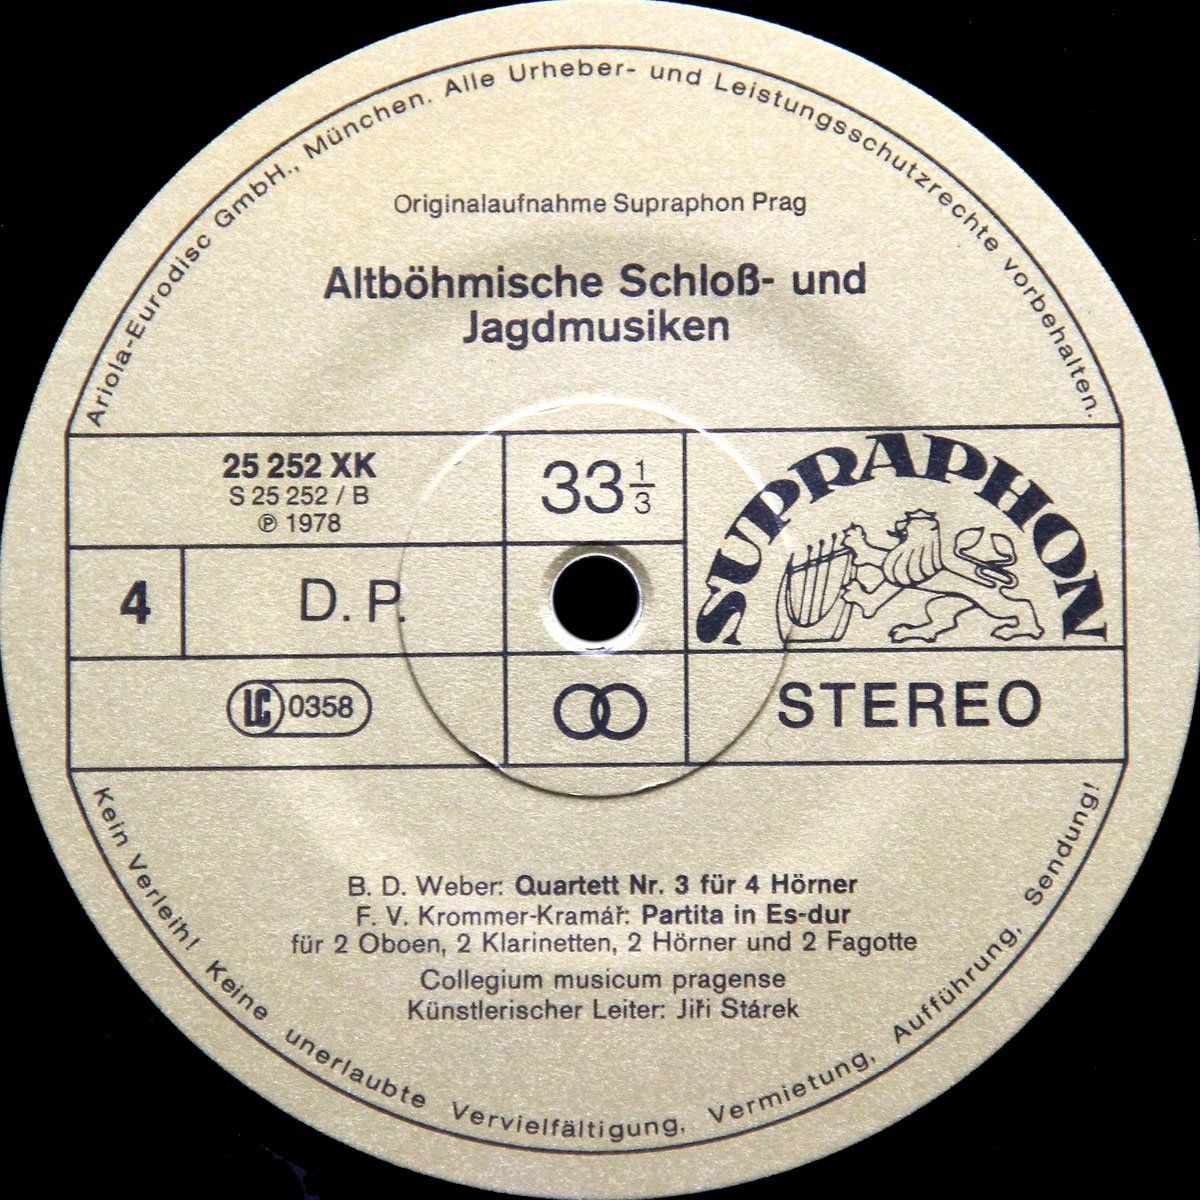 Ariola-Eurodisc GmbH., München. Alle Urheber- und Leistungsschutzrechte vorbehalten.
Originalaufnahme Supraphon Prag
Altböhmische Schloß- und
Jagdmusiken
25 252 XK
S 25 252 / B
℗ 1978
33 1/3
SUPRAPHON
4
D. P.
LC 0358
STEREO
B. D. Weber: Quartett Nr. 3 für 4 Hörner
F. V. Krommer-Kramář: Partita in Es-dur
für 2 Oboen, 2 Klarinetten, 2 Hörner und 2 Fagotte
Collegium musicum pragense
Künstlerischer Leiter: Jiři Stárek
Kein Verleih! Keine unerlaubte Vervielfältigung, Vermietung, Aufführung, Sendung!